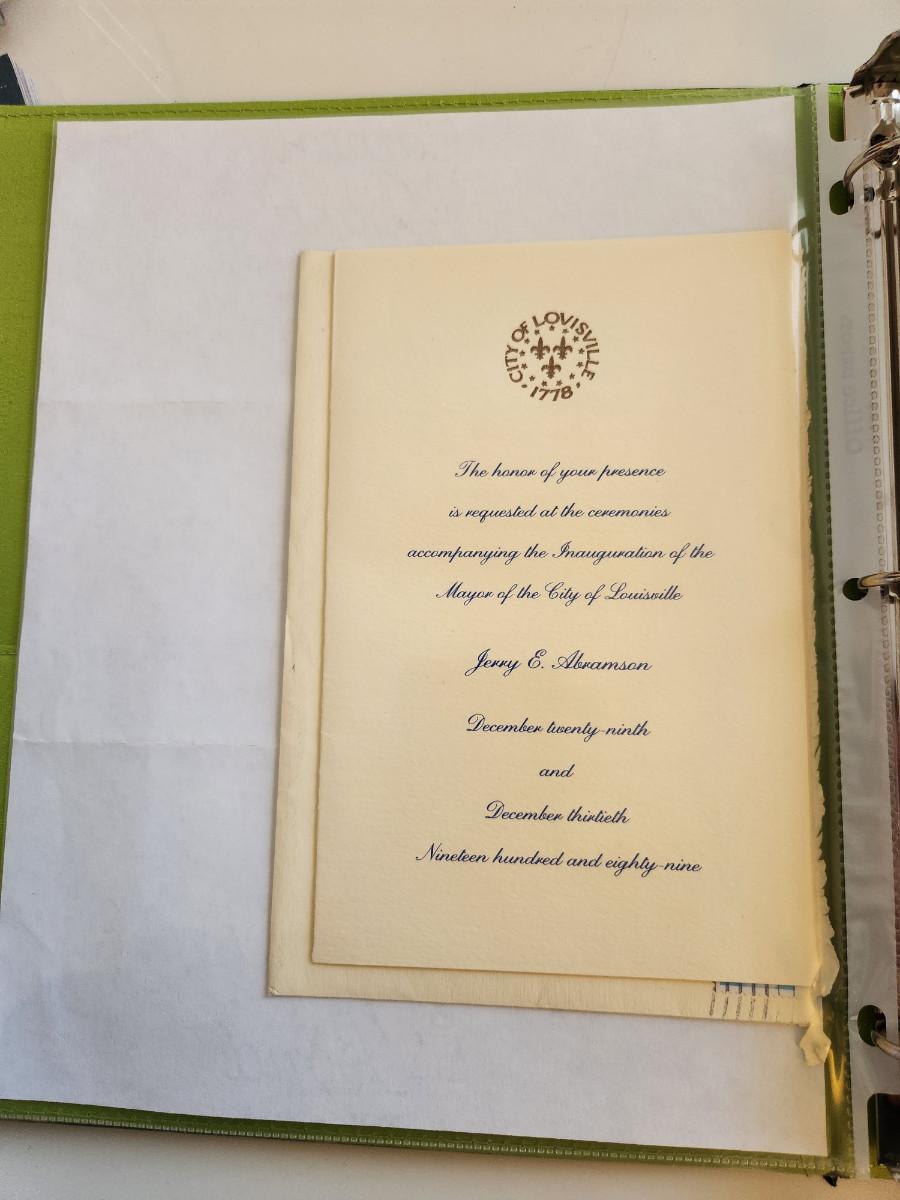 CITY OF LOUISVILLE
1778
The honor of your presence
is requested at the ceremonies
accompanying the Inauguration of the
Mayor of the City of Louisville
Jerry E. Abramson
December twenty-ninth
and
December thirtieth
Nineteen hundred and eighty-nine